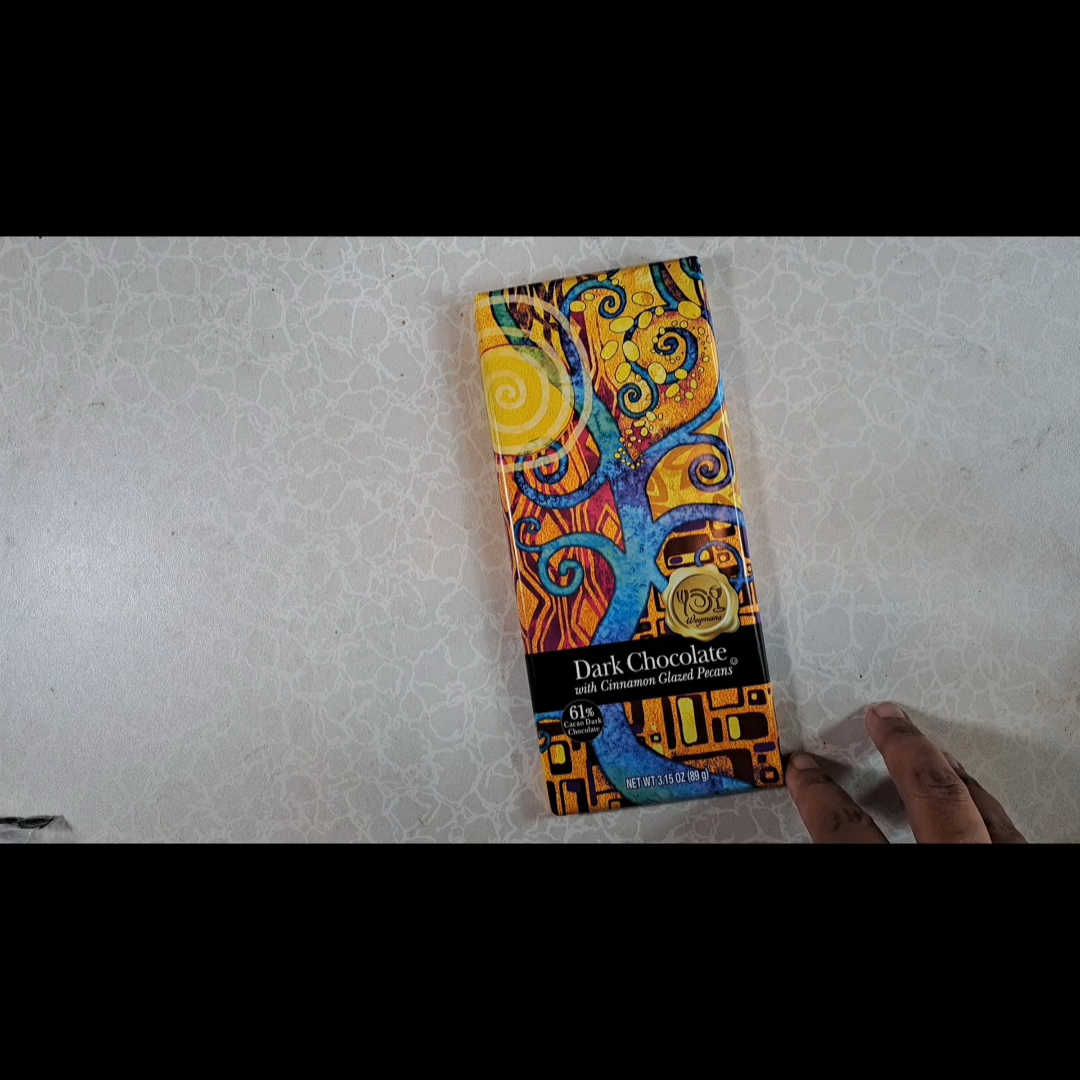 Wegmans
Dark Chocolate
with Cinnamon Glazed Pecans
61%
Cacao Dark
Chocolate
NET WT 3.15 OZ (89 g)